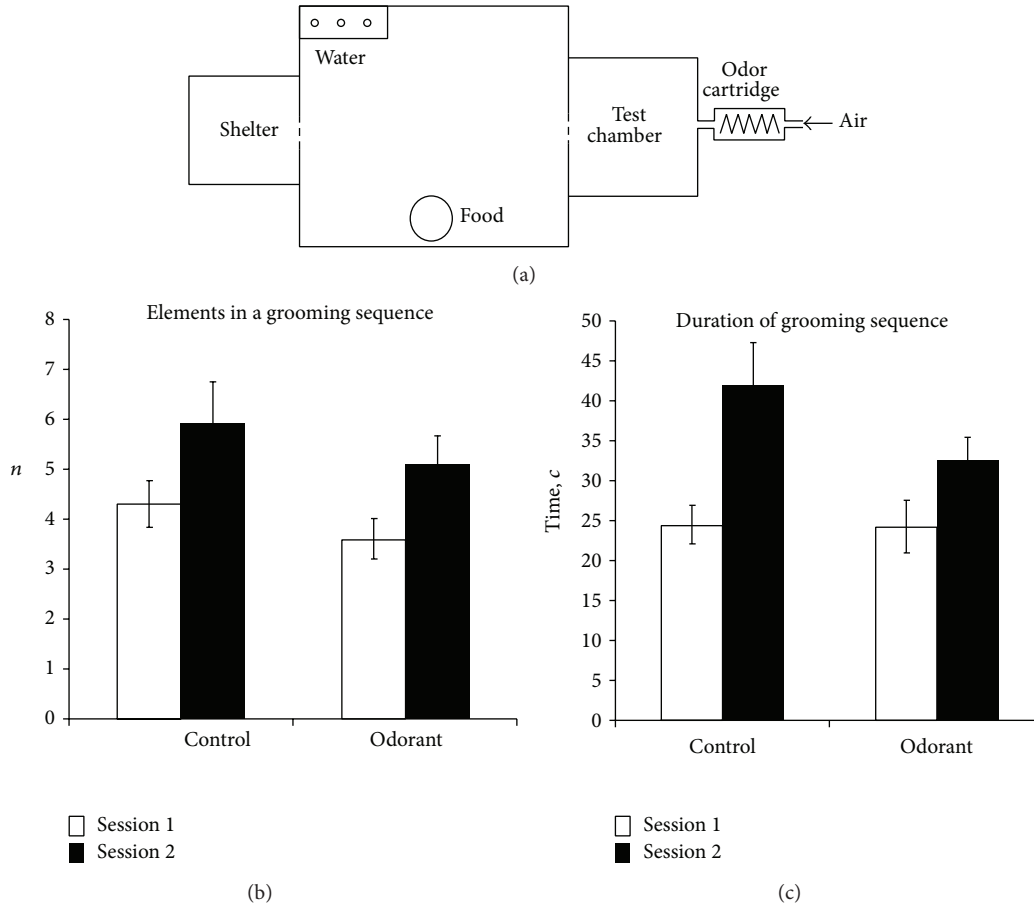 Water
Shelter
Test
chamber
Odor
cartridge
Air
Food
(a)
Elements in a grooming sequence
8
7
6
5
4
3
2
1
0
n
Control
Odorant
Session 1
Session 2
(b)
Duration of grooming sequence
50
45
40
35
30
25
20
15
10
5
0
Time, c
Control
Odorant
Session 1
Session 2
(c)